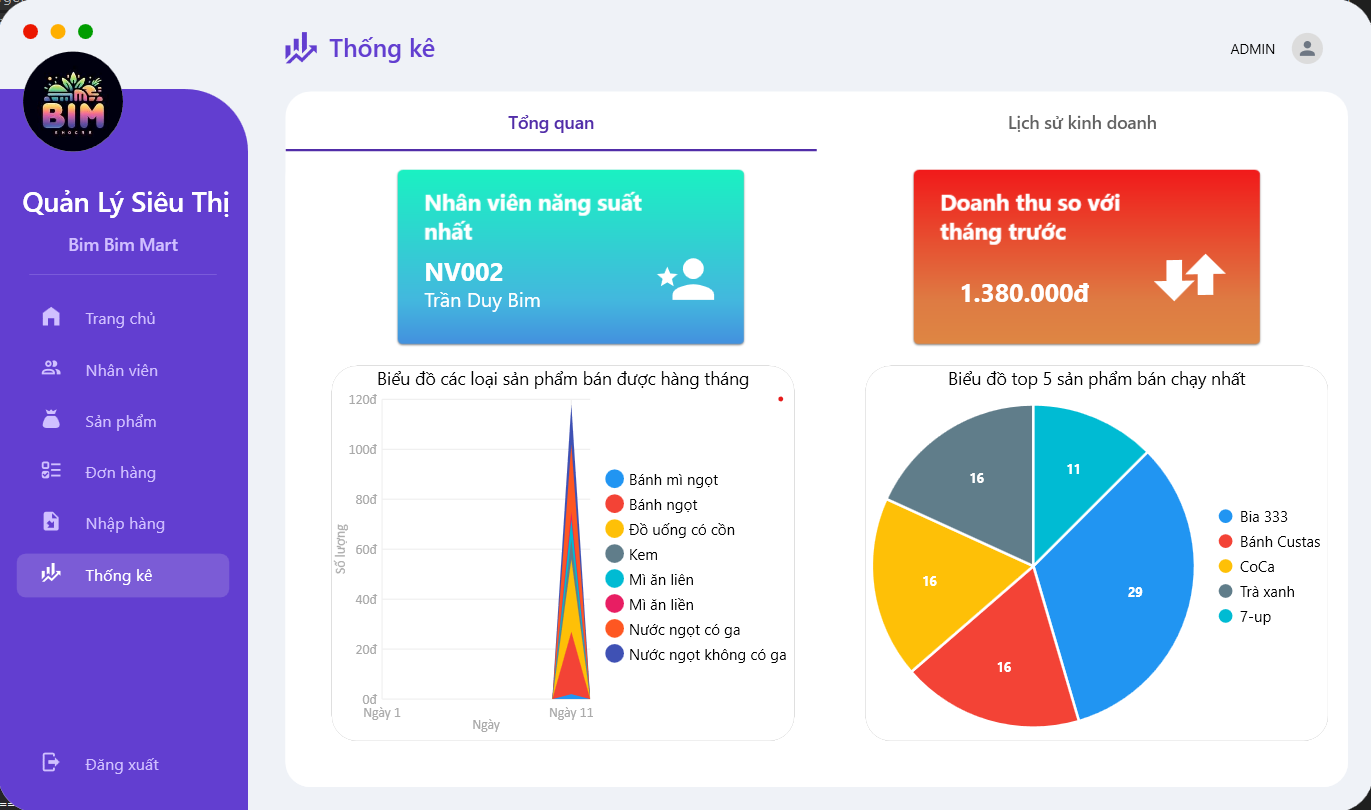 Thống kê
ADMIN
BIM
Quản Lý Siêu Thị
Bim Bim Mart
Trang chủ
Nhân viên
Sản phẩm
Đơn hàng
Nhập hàng
Thống kê
Đăng xuất
Tổng quan
Lịch sử kinh doanh
Nhân viên năng suất
nhất
NV002
Trần Duy Bim
Doanh thu so với
tháng trước
1.380.000đ
Biểu đồ các loại sản phẩm bán được hàng tháng
120đ
100đ
80đ
60đ
40đ
20đ
0đ
Số lượng
Ngày 1
Ngày 11
Ngày
Bánh mì ngọt
Bánh ngọt
Đồ uống có cồn
Kem
Mì ăn liên
Mì ăn liền
Nước ngọt có ga
Nước ngọt không có ga
Biểu đồ top 5 sản phẩm bán chạy nhất
11
29
16
16
16
Bia 333
Bánh Custas
CoCa
Trà xanh
7-up